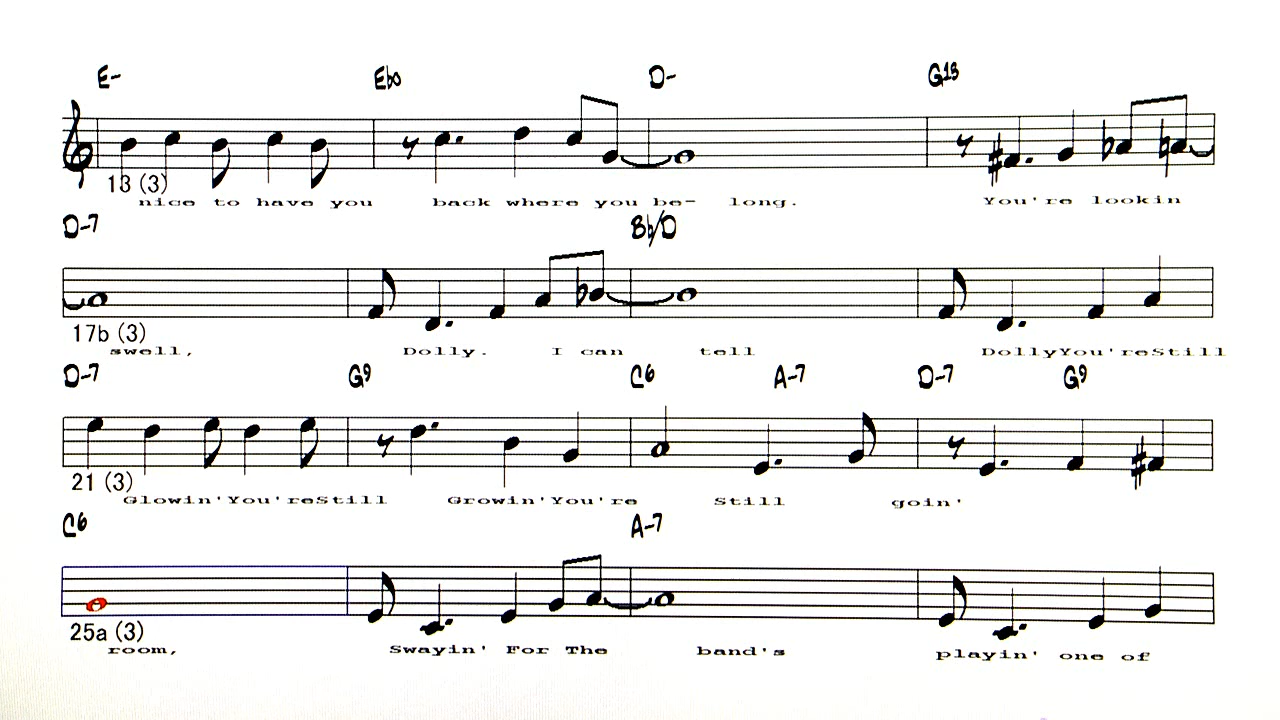 E- Ebo D- G13
13 (3)
nice to have you back where you be- long. You're lookin
D-7 Bb/D
17b (3)
swell, Dolly. I can tell DollyYou'reStill
D-7 G9 C6 A-7 D-7 G9
21 (3)
Glowin'You'reStill Growin'You're Still goin'
C6 A-7
25a (3)
room, Swayin' For The band's playin' one of